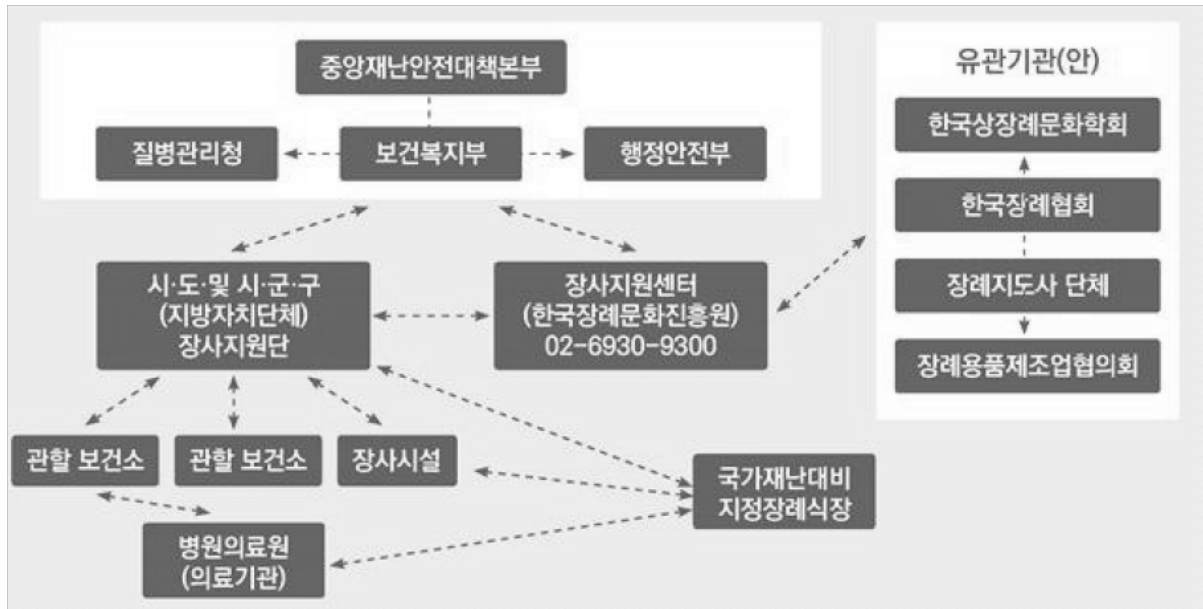 중앙재난안전대책본부
질병관리청
보건복지부
행정안전부
시·도·및 시·군·구
(지방자치단체)
장사지원단
장사지원센터
(한국장례문화진흥원)
02-6930-9300
관할 보건소
관할 보건소
장사시설
국가재난대비
지정장례식장
병원의료원
(의료기관)
유관기관(안)
한국상장례문화학회
한국장례협회
장례지도사 단체
장례용품제조업협의회